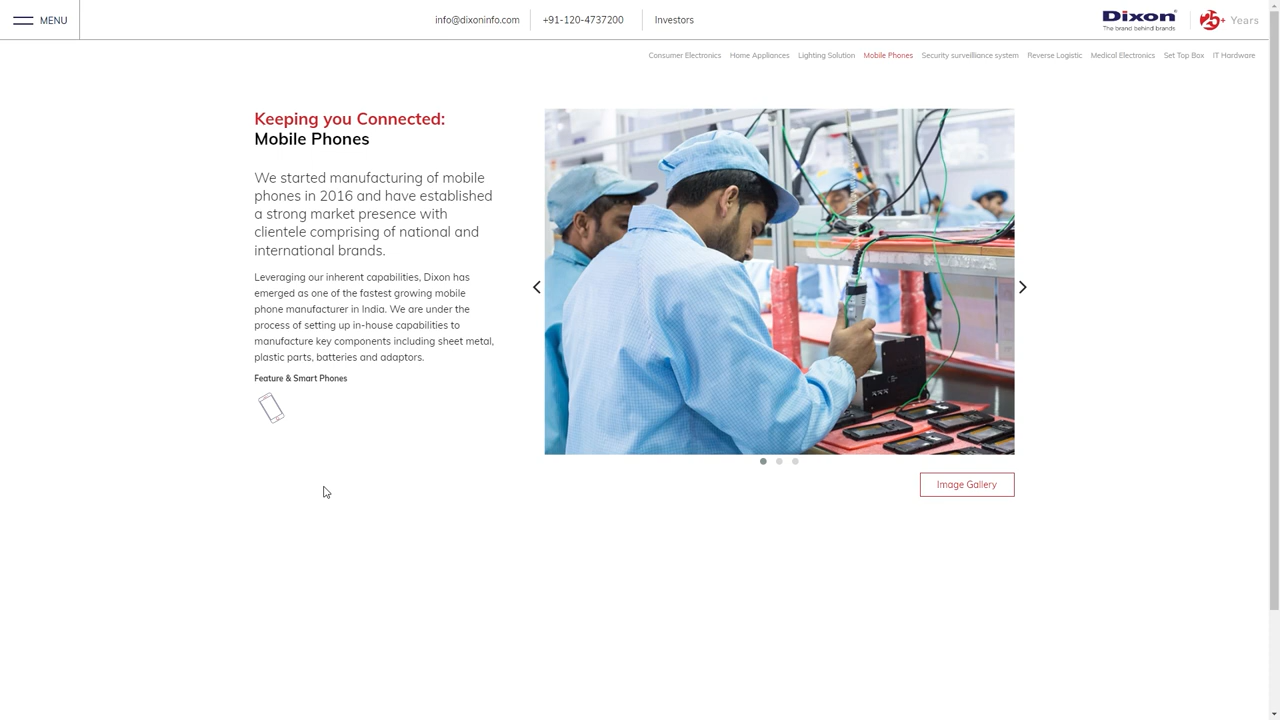 MENU
info@dixoninfo.com
+91-120-4737200
Investors
Dixon
The brand behind brands
25+ Years
Consumer Electronics Home Appliances Lighting Solution Mobile Phones Security surveillance system Reverse Logistic Medical Electronics Set Top Box IT Hardware
Keeping you Connected:
Mobile Phones
We started manufacturing of mobile
phones in 2016 and have established
a strong market presence with
clientele comprising of national and
international brands.
Leveraging our inherent capabilities, Dixon has
emerged as one of the fastest growing mobile
phone manufacturer in India. We are under the
process of setting up in-house capabilities to
manufacture key components including sheet metal,
plastic parts, batteries and adaptors.
Feature & Smart Phones
Image Gallery